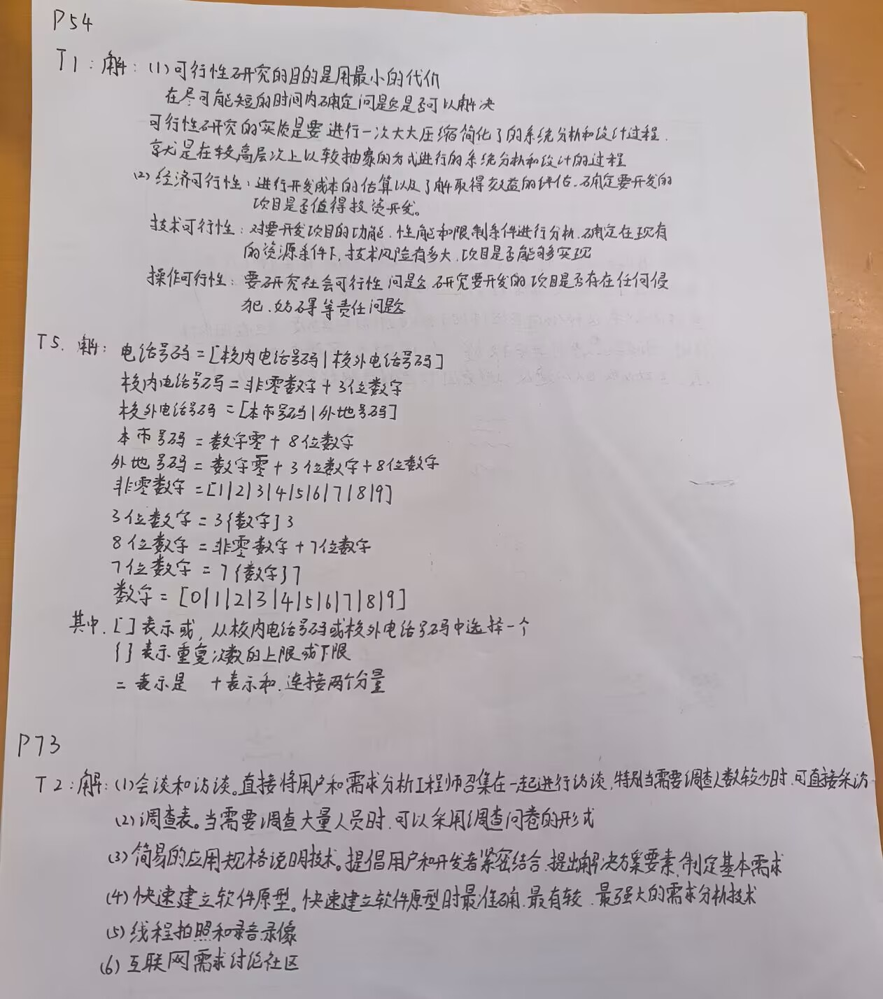 P54
T1：解：(1)可行性研究的目的是用最小的代价
在尽可能短的时间内确定问题是否可以解决
可行性研究的实质是要进行一次大大压缩简化了的系统分析和设计过程.
就是在较高层次上以较抽象的方式进行的系统分析和设计的过程
(2)经济可行性：进行开发成本的估算以及了解取得效益的评估.确定要开发的
项目是否值得投资开发。
技术可行性：对要开发项目的功能.性能和限制条件进行分析.确定在现有
的资源条件下,技术风险有多大.项目是否能够实现
操作可行性：要研究社会可行性问题.研究要开发的项目是否存在任何侵
犯.妨碍等责任问题
T5. 解：电话号码=[校内电话号码|校外电话号码]
校内电话号码=非零数字+3位数字
校外电话号码=[本市号码|外地号码]
本市号码=数字零+8位数字
外地号码=数字零+3位数字+8位数字
非零数字=[1|2|3|4|5|6|7|8|9]
3位数字=3{数字}3
8位数字=非零数字+7位数字
7位数字=7{数字}7
数字=[0|1|2|3|4|5|6|7|8|9]
其中.[]表示或,从校内电话号码或校外电话号码中选择一个
{}表示重复次数的上限或下限
=表示是 +表示和.连接两个分量
P73
T2：解：(1)会谈和访谈。直接将用户和需求分析工程师召集在一起进行访谈,特别当需要调查人数较少时.可直接采访
(2)调查表。当需要调查大量人员时.可以采用调查问卷的形式
(3)简易的应用规格说明技术。提倡用户和开发者紧密结合.提出解决方案要素,制定基本需求
(4)快速建立软件原型。快速建立软件原型时最准确.最有较.最强大的需求分析技术
(5)线程拍照和录音录像
(6)互联网需求讨论社区